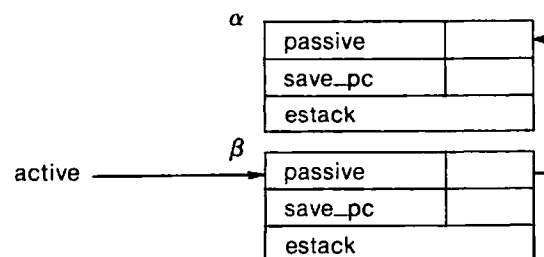 α
passive
save_pc
estack
β
active
passive
save_pc
estack